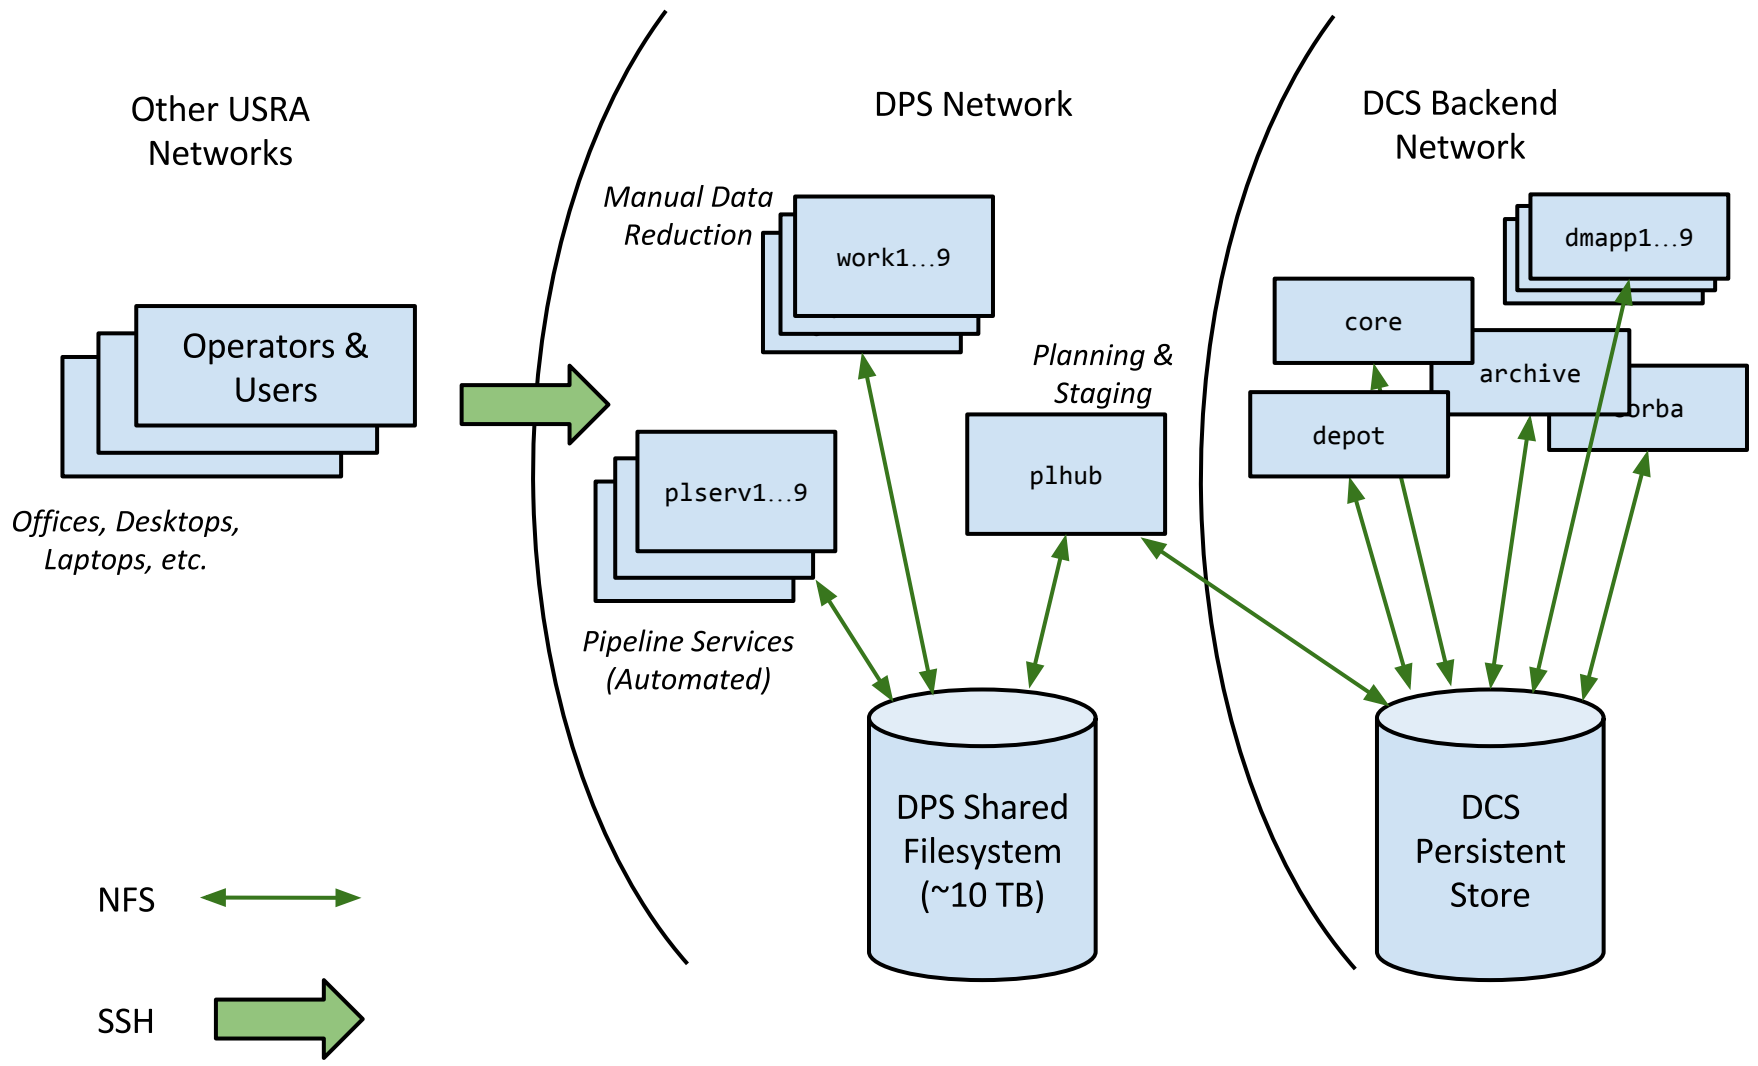 Other USRA
Networks
Operators &
Users
Offices, Desktops,
Laptops, etc.
NFS
SSH
DPS Network
Manual Data
Reduction
work1...9
plserv1...9
Pipeline Services
(Automated)
Planning &
Staging
plhub
DPS Shared
Filesystem
(~10 TB)
DCS Backend
Network
dmapp1...9
core
archive
orba
depot
DCS
Persistent
Store